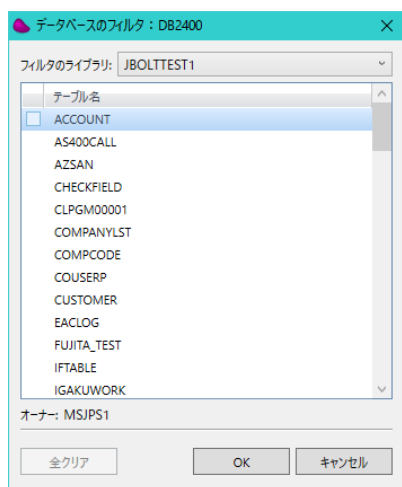 データベースのフィルタ : DB2400
フィルタのライブラリ: JBOLTTEST1
テーブル名
ACCOUNT
AS400CALL
AZSAN
CHECKFIELD
CLPGM00001
COMPANYLST
COMPCODE
COUSERP
CUSTOMER
EACLOG
FUJITA_TEST
IFTABLE
IGAKUWORK
オーナー: MSJPS1
全クリア OK キャンセル